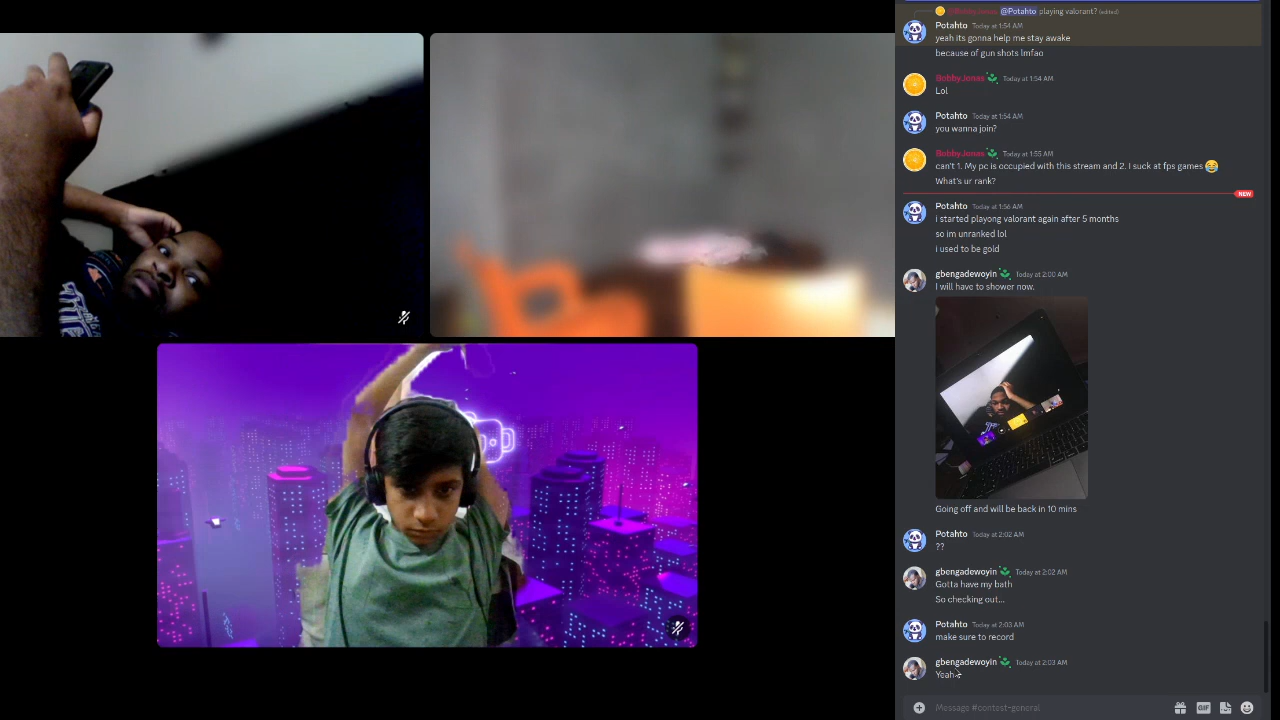 @BobbyJonas @Potahto playing valorant? (edited)
Potahto Today at 1:54 AM
yeah its gonna help me stay awake
because of gun shots lmfao
BobbyJonas Today at 1:54 AM
Lol
Potahto Today at 1:54 AM
you wanna join?
BobbyJonas Today at 1:55 AM
can't 1. My pc is occupied with this stream and 2. I suck at fps games 😂
What's ur rank?
NEW
Potahto Today at 1:56 AM
i started playong valorant again after 5 months
so im unranked lol
i used to be gold
gbengadewoyin Today at 2:00 AM
I will have to shower now.
Going off and will be back in 10 mins
Potahto Today at 2:02 AM
??
gbengadewoyin Today at 2:02 AM
Gotta have my bath
So checking out...
Potahto Today at 2:03 AM
make sure to record
gbengadewoyin Today at 2:03 AM
Yeah
Message #contest-general
GIF